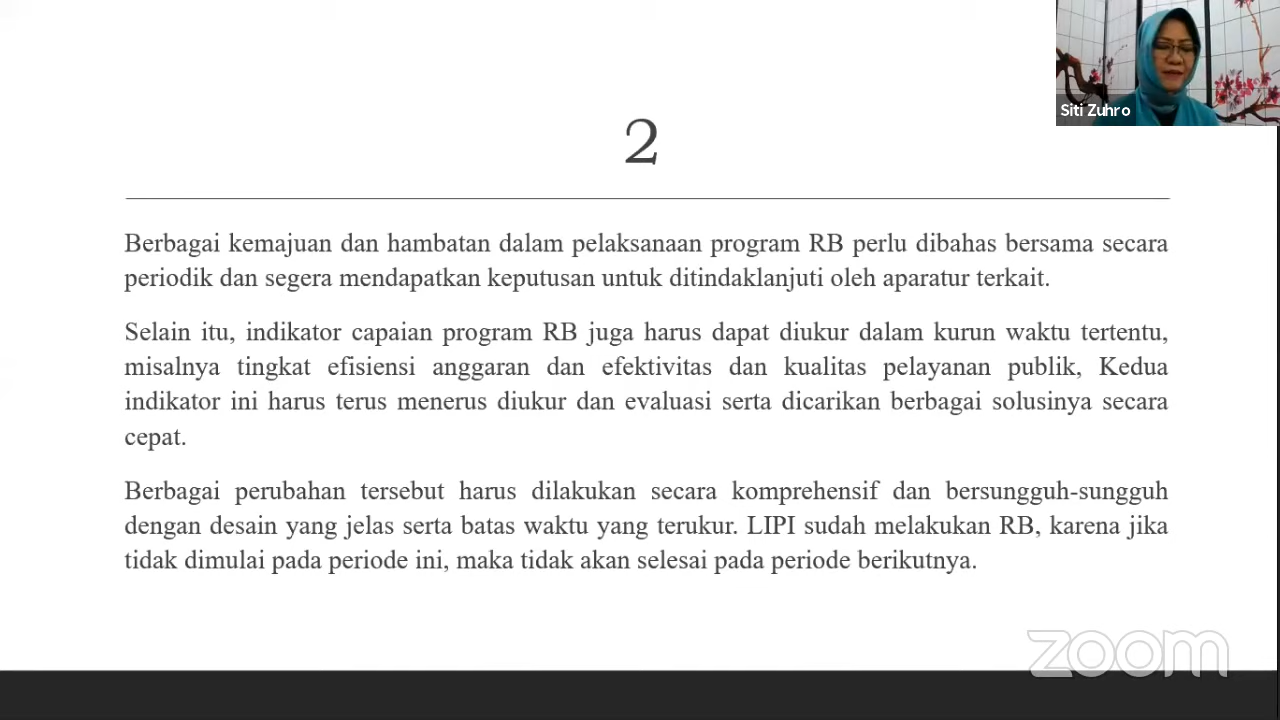 Siti Zuhro
2
Berbagai kemajuan dan hambatan dalam pelaksanaan program RB perlu dibahas bersama secara
periodik dan segera mendapatkan keputusan untuk ditindaklanjuti oleh aparatur terkait.
Selain itu, indikator capaian program RB juga harus dapat diukur dalam kurun waktu tertentu,
misalnya tingkat efisiensi anggaran dan efektivitas dan kualitas pelayanan publik, Kedua
indikator ini harus terus menerus diukur dan evaluasi serta dicarikan berbagai solusinya secara
cepat.
Berbagai perubahan tersebut harus dilakukan secara komprehensif dan bersungguh-sungguh
dengan desain yang jelas serta batas waktu yang terukur. LIPI sudah melakukan RB, karena jika
tidak dimulai pada periode ini, maka tidak akan selesai pada periode berikutnya.
zoom